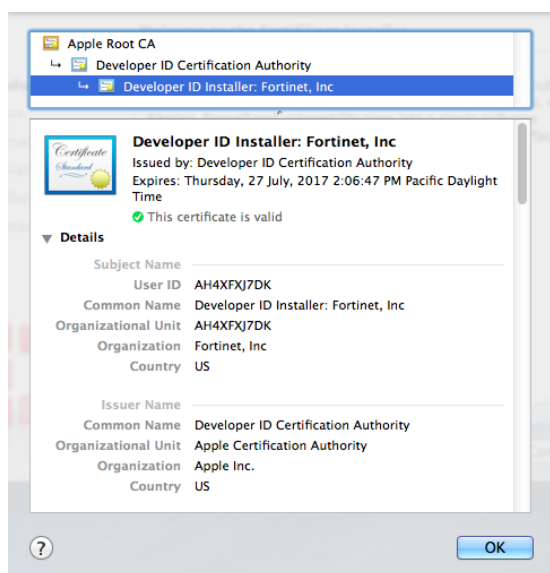 Apple Root CA
Developer ID Certification Authority
Developer ID Installer: Fortinet, Inc
Certificate
Standard
Developer ID Installer: Fortinet, Inc
Issued by: Developer ID Certification Authority
Expires: Thursday, 27 July, 2017 2:06:47 PM Pacific Daylight
Time
This certificate is valid
Details
Subject Name
User ID AH4XFXJ7DK
Common Name Developer ID Installer: Fortinet, Inc
Organizational Unit AH4XFXJ7DK
Organization Fortinet, Inc
Country US
Issuer Name
Common Name Developer ID Certification Authority
Organizational Unit Apple Certification Authority
Organization Apple Inc.
Country US
?
OK